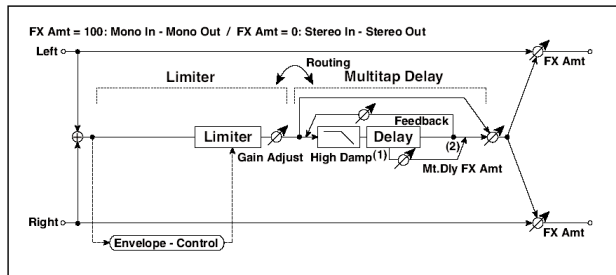 FX Amt = 100: Mono In - Mono Out / FX Amt = 0: Stereo In - Stereo Out
Left
FX Amt
Routing
Limiter
Multitap Delay
Feedback
Limiter
Delay
Gain Adjust
High Damp
(1)
(2)
Mt.Dly FX Amt
Right
FX Amt
Envelope - Control